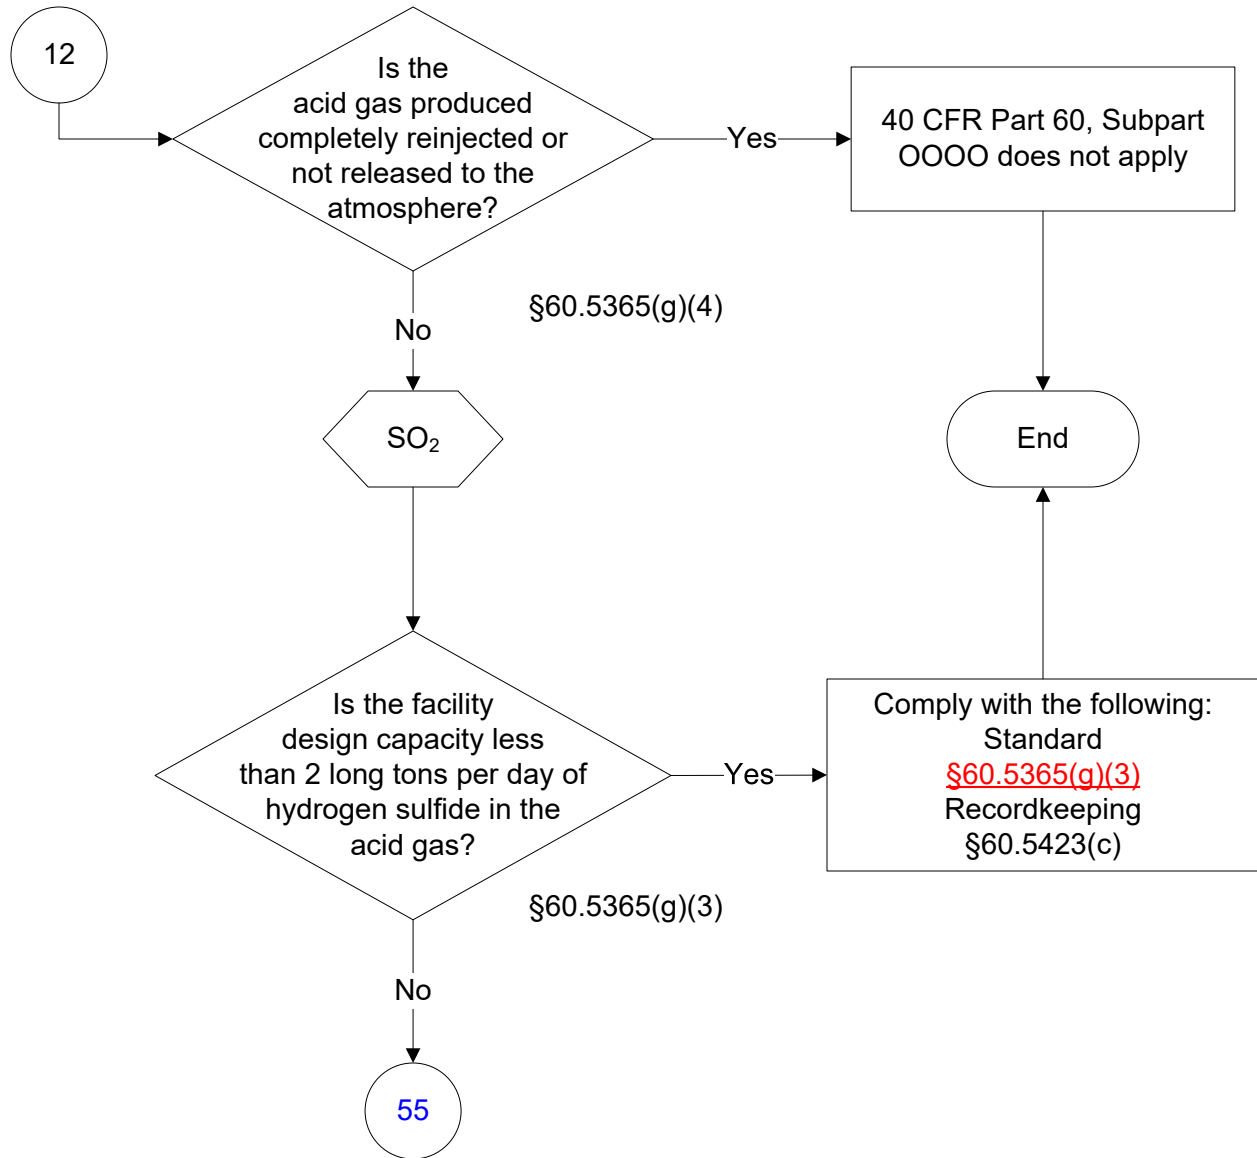 12
Is the
acid gas produced
completely reinjected or
not released to the
atmosphere?
Yes
40 CFR Part 60, Subpart
OOOO does not apply
§60.5365(g)(4)
No
SO₂
End
Is the facility
design capacity less
than 2 long tons per day of
hydrogen sulfide in the
acid gas?
Yes
Comply with the following:
Standard
§60.5365(g)(3)
Recordkeeping
§60.5423(c)
§60.5365(g)(3)
No
55